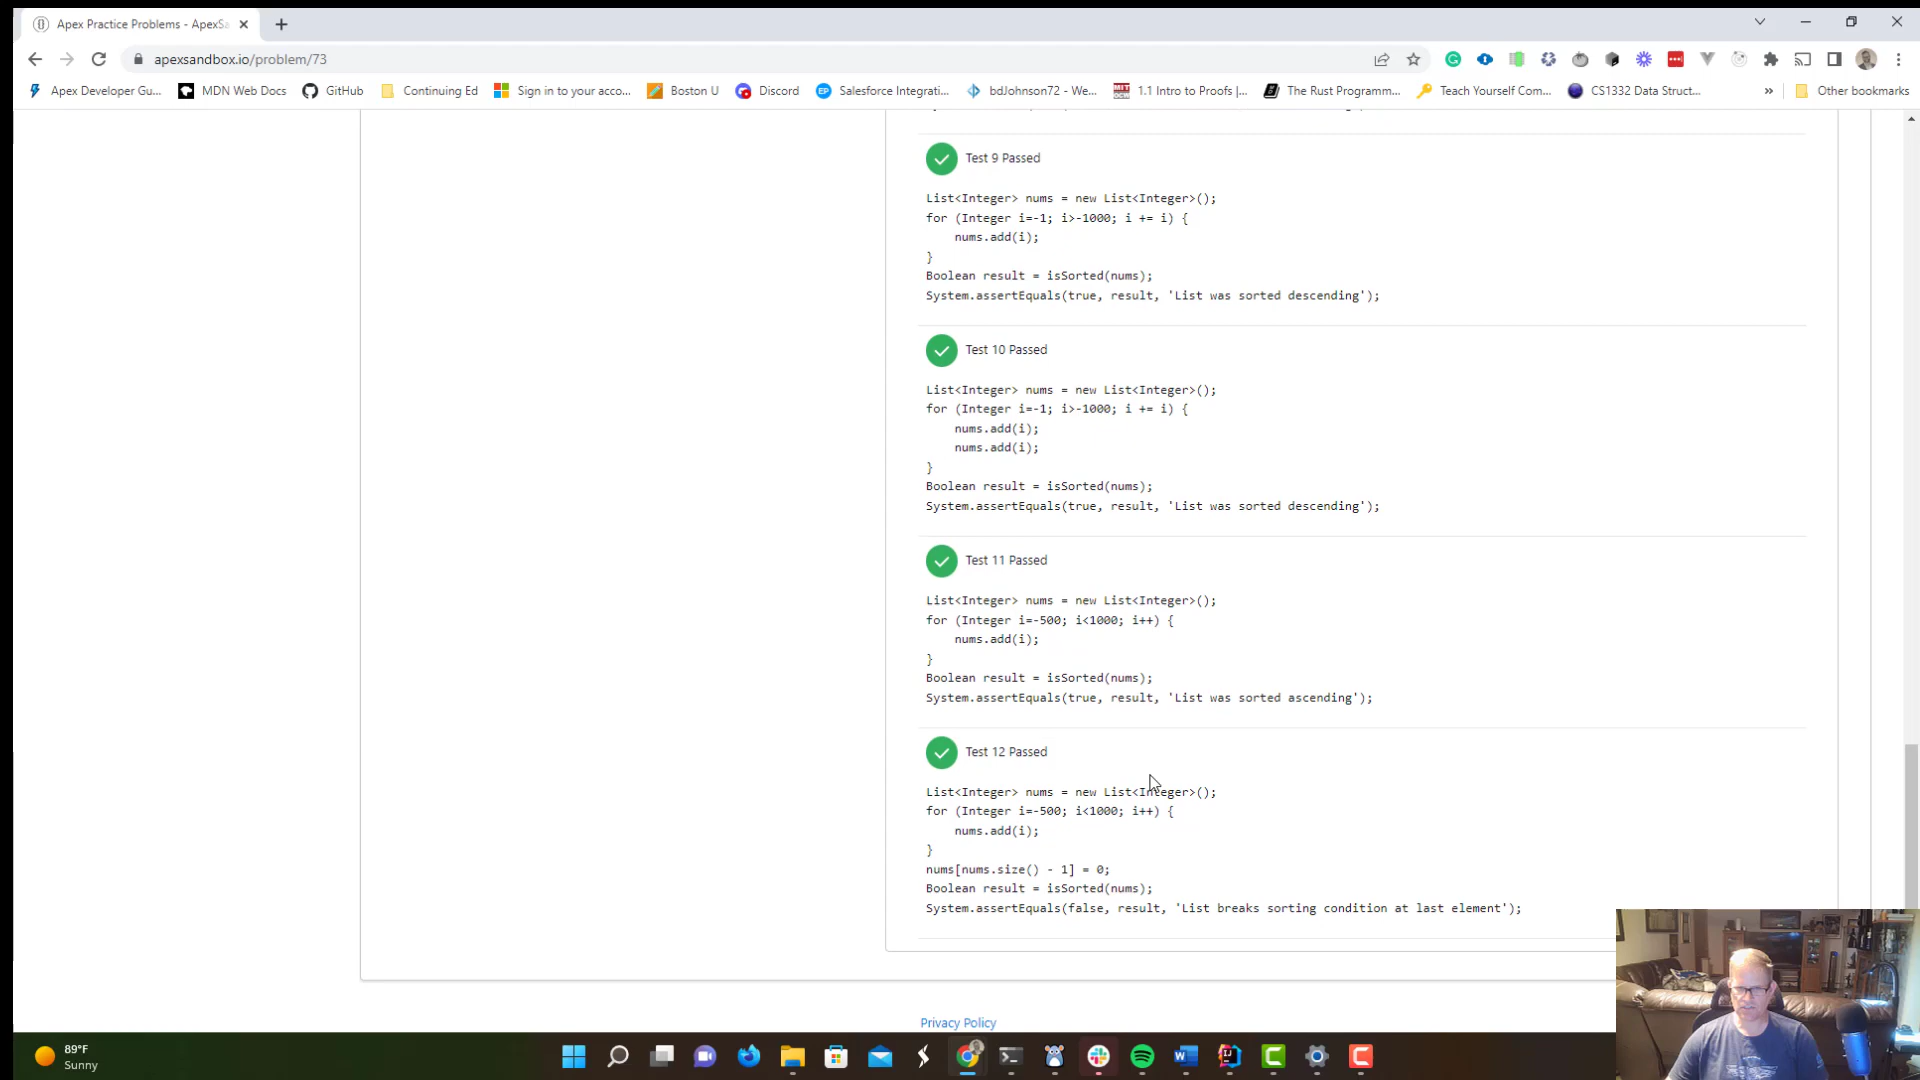 Apex Practice Problems - ApexSa
apexsandbox.io/problem/73
Apex Developer Gu...
MDN Web Docs
GitHub
Continuing Ed
Sign in to your acco...
Boston U
Discord
EP
Salesforce Integrati...
bdJohnson72 - We...
1.1 Intro to Proofs |...
The Rust Programm...
Teach Yourself Com...
CS1332 Data Struct...
»
Other bookmarks
Test 9 Passed
List<Integer> nums = new List<Integer>();
for (Integer i=-1; i>-1000; i += i) {
nums.add(i);
}
Boolean result = isSorted(nums);
System.assertEquals(true, result, 'List was sorted descending');
Test 10 Passed
List<Integer> nums = new List<Integer>();
for (Integer i=-1; i>-1000; i += i) {
nums.add(i);
nums.add(i);
}
Boolean result = isSorted(nums);
System.assertEquals(true, result, 'List was sorted descending');
Test 11 Passed
List<Integer> nums = new List<Integer>();
for (Integer i=-500; i<1000; i++) {
nums.add(i);
}
Boolean result = isSorted(nums);
System.assertEquals(true, result, 'List was sorted ascending');
Test 12 Passed
List<Integer> nums = new List<Integer>();
for (Integer i=-500; i<1000; i++) {
nums.add(i);
}
nums[nums.size() - 1] = 0;
Boolean result = isSorted(nums);
System.assertEquals(false, result, 'List breaks sorting condition at last element');
Privacy Policy
89°F
Sunny